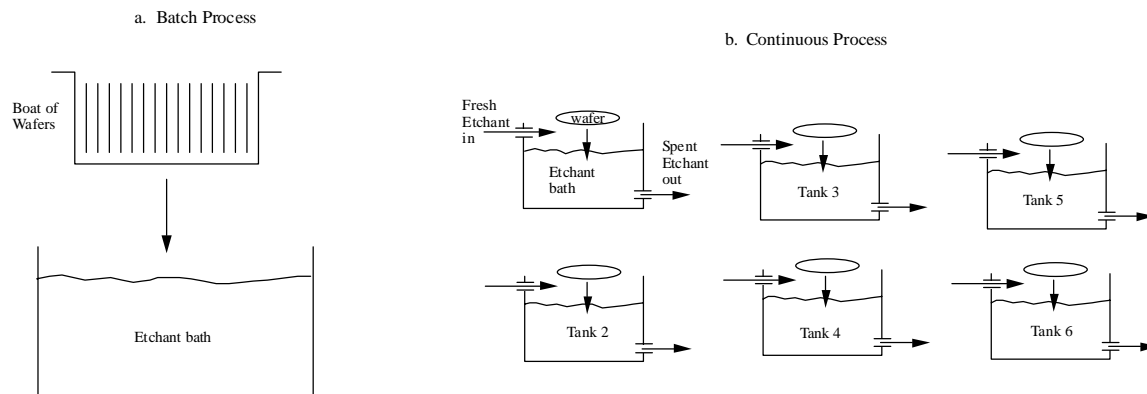 a. Batch Process
Boat of
Wafers
Etchant bath
b. Continuous Process
Fresh
Etchant
in
wafer
Etchant
bath
Spent
Etchant
out
Tank 3
Tank 5
Tank 2
Tank 4
Tank 6